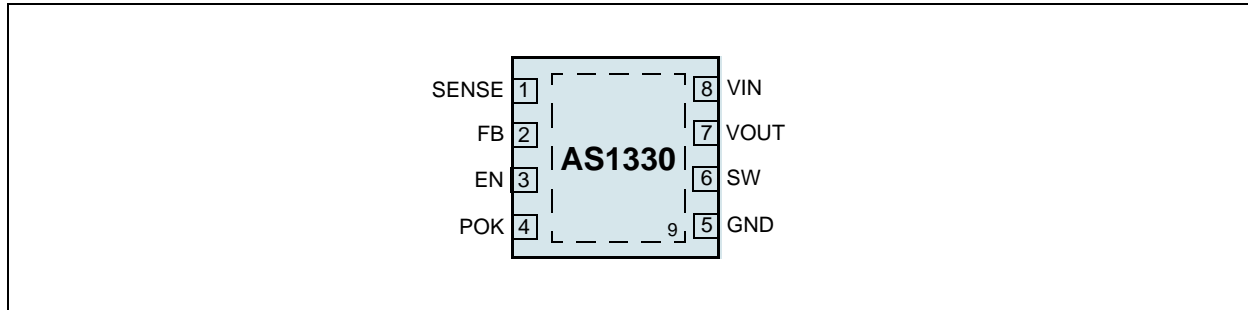 SENSE 1 8 VIN
FB 2 7 VOUT
AS1330
EN 3 6 SW
POK 4 9 5 GND